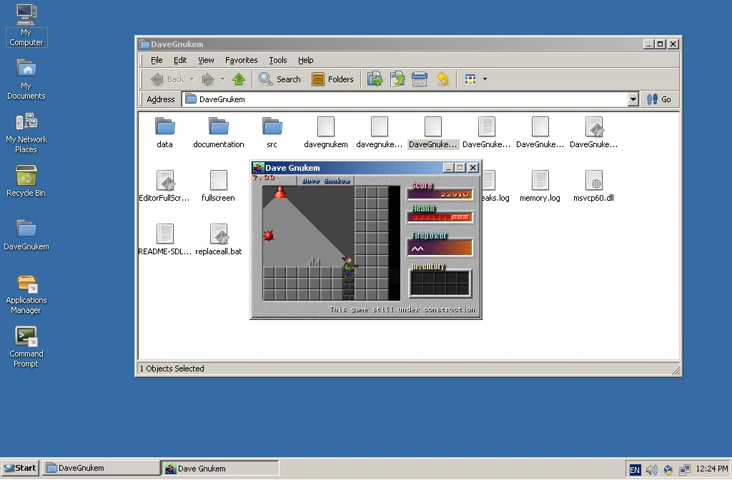 My
Computer
My
Documents
My Network
Places
Recycle Bin
DaveGnukem
Applications
Manager
Command
Prompt
DaveGnukem
File Edit View Favorites Tools Help
Back Search Folders
Address DaveGnukem Go
data documentation src davegnukem davegnuke... DaveGnuke... DaveGnuke... DaveGnuke... DaveGnuke...
EditorFullScr... fullscreen eaks.log memory.log msvcp60.dll
README-SDL... replaceall.bat
Dave Gnukem
7.00 Dave Gnukem
Score
22910
Health
Firepower
Inventory
This game still under construction
1 Objects Selected
Start DaveGnukem Dave Gnukem EN 12:24 PM